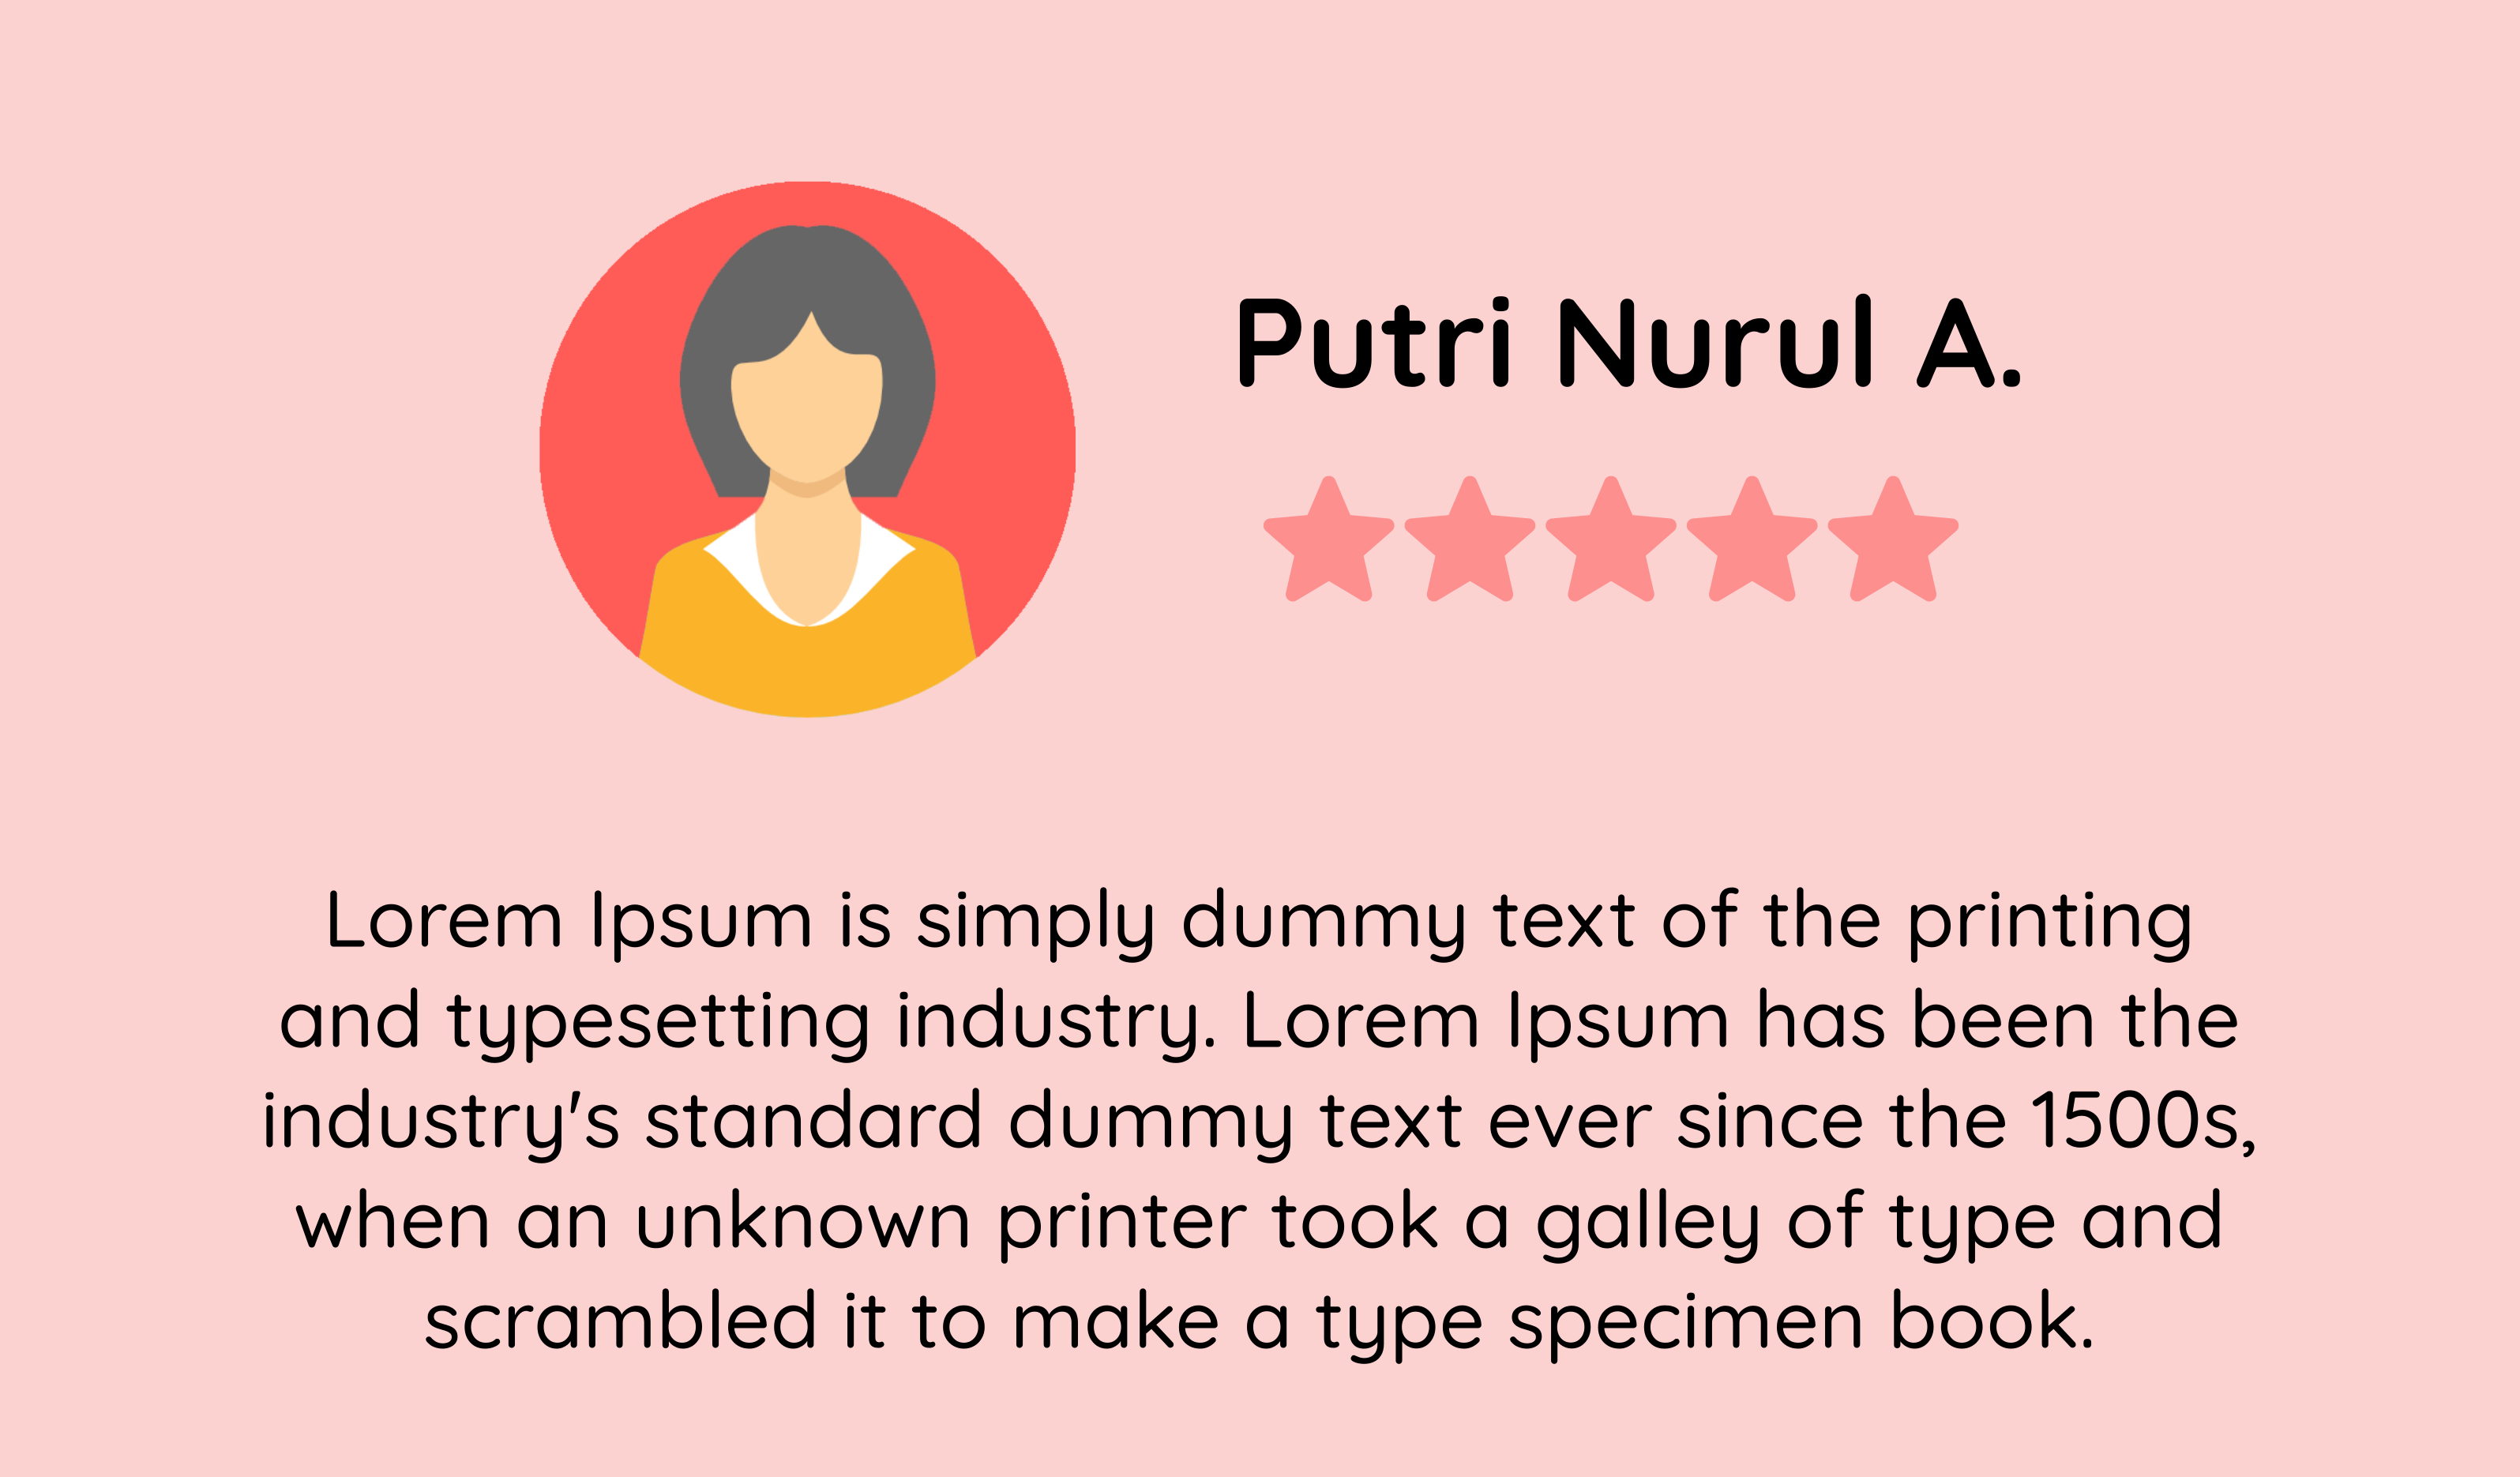 Putri Nurul A.
Lorem Ipsum is simply dummy text of the printing
and typesetting industry. Lorem Ipsum has been the
industry's standard dummy text ever since the 1500s,
when an unknown printer took a galley of type and
scrambled it to make a type specimen book.